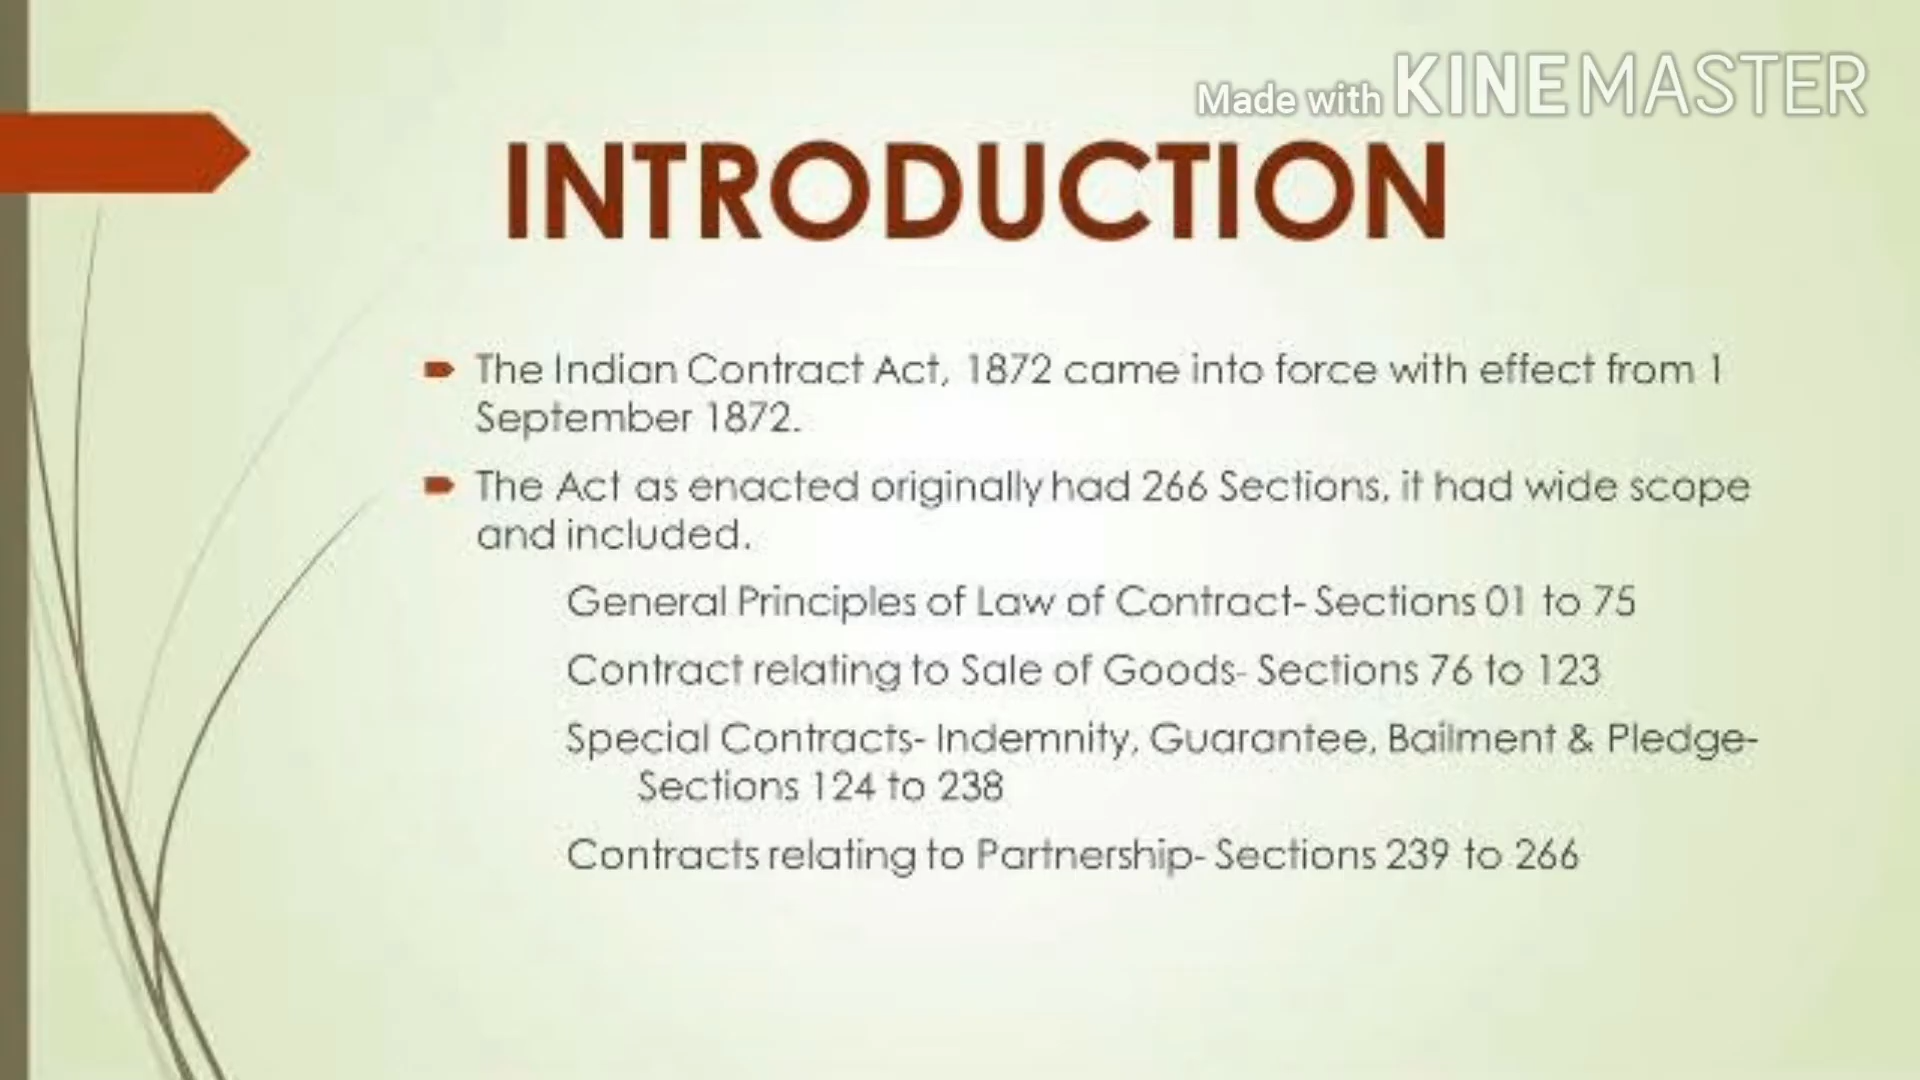 Made with KINEMASTER
INTRODUCTION
The Indian Contract Act, 1872 came into force with effect from 1
September 1872.
The Act as enacted originally had 266 Sections, it had wide scope
and included.
General Principles of Law of Contract- Sections 01 to 75
Contract relating to Sale of Goods- Sections 76 to 123
Special Contracts- Indemnity, Guarantee, Bailment & Pledge-
Sections 124 to 238
Contracts relating to Partnership- Sections 239 to 266